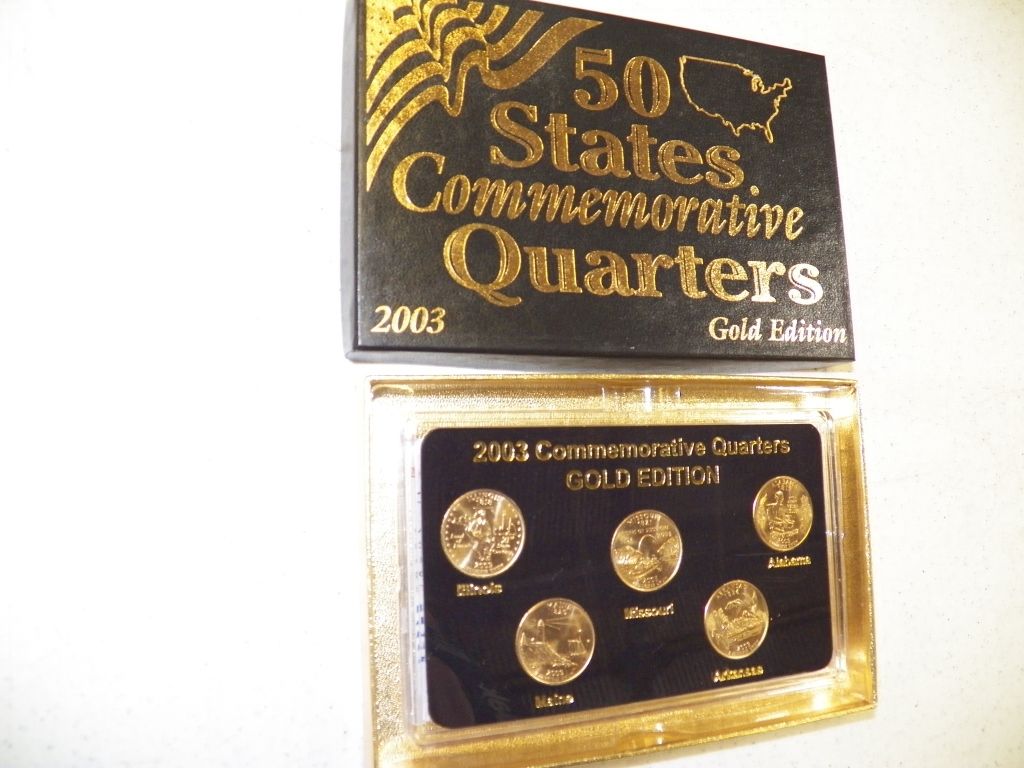 50
States
Commemorative
Quarters
2003
Gold Edition
2003 Commemorative Quarters
GOLD EDITION
Illinois
Missouri
Alabama
Maine
Arkansas